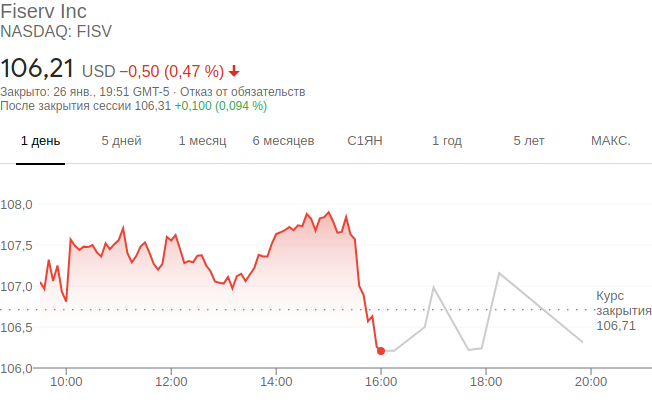 Fiserv Inc
NASDAQ: FISV
106,21 USD −0,50 (0,47 %)
Закрыто: 26 янв., 19:51 GMT-5 · Отказ от обязательств
После закрытия сессии 106,31 +0,100 (0,094 %)
1 день 5 дней 1 месяц 6 месяцев С1ЯН 1 год 5 лет МАКС.
108,0
107,5
107,0
Курс
закрытия
106,71
106,5
106,0
10:00 12:00 14:00 16:00 18:00 20:00